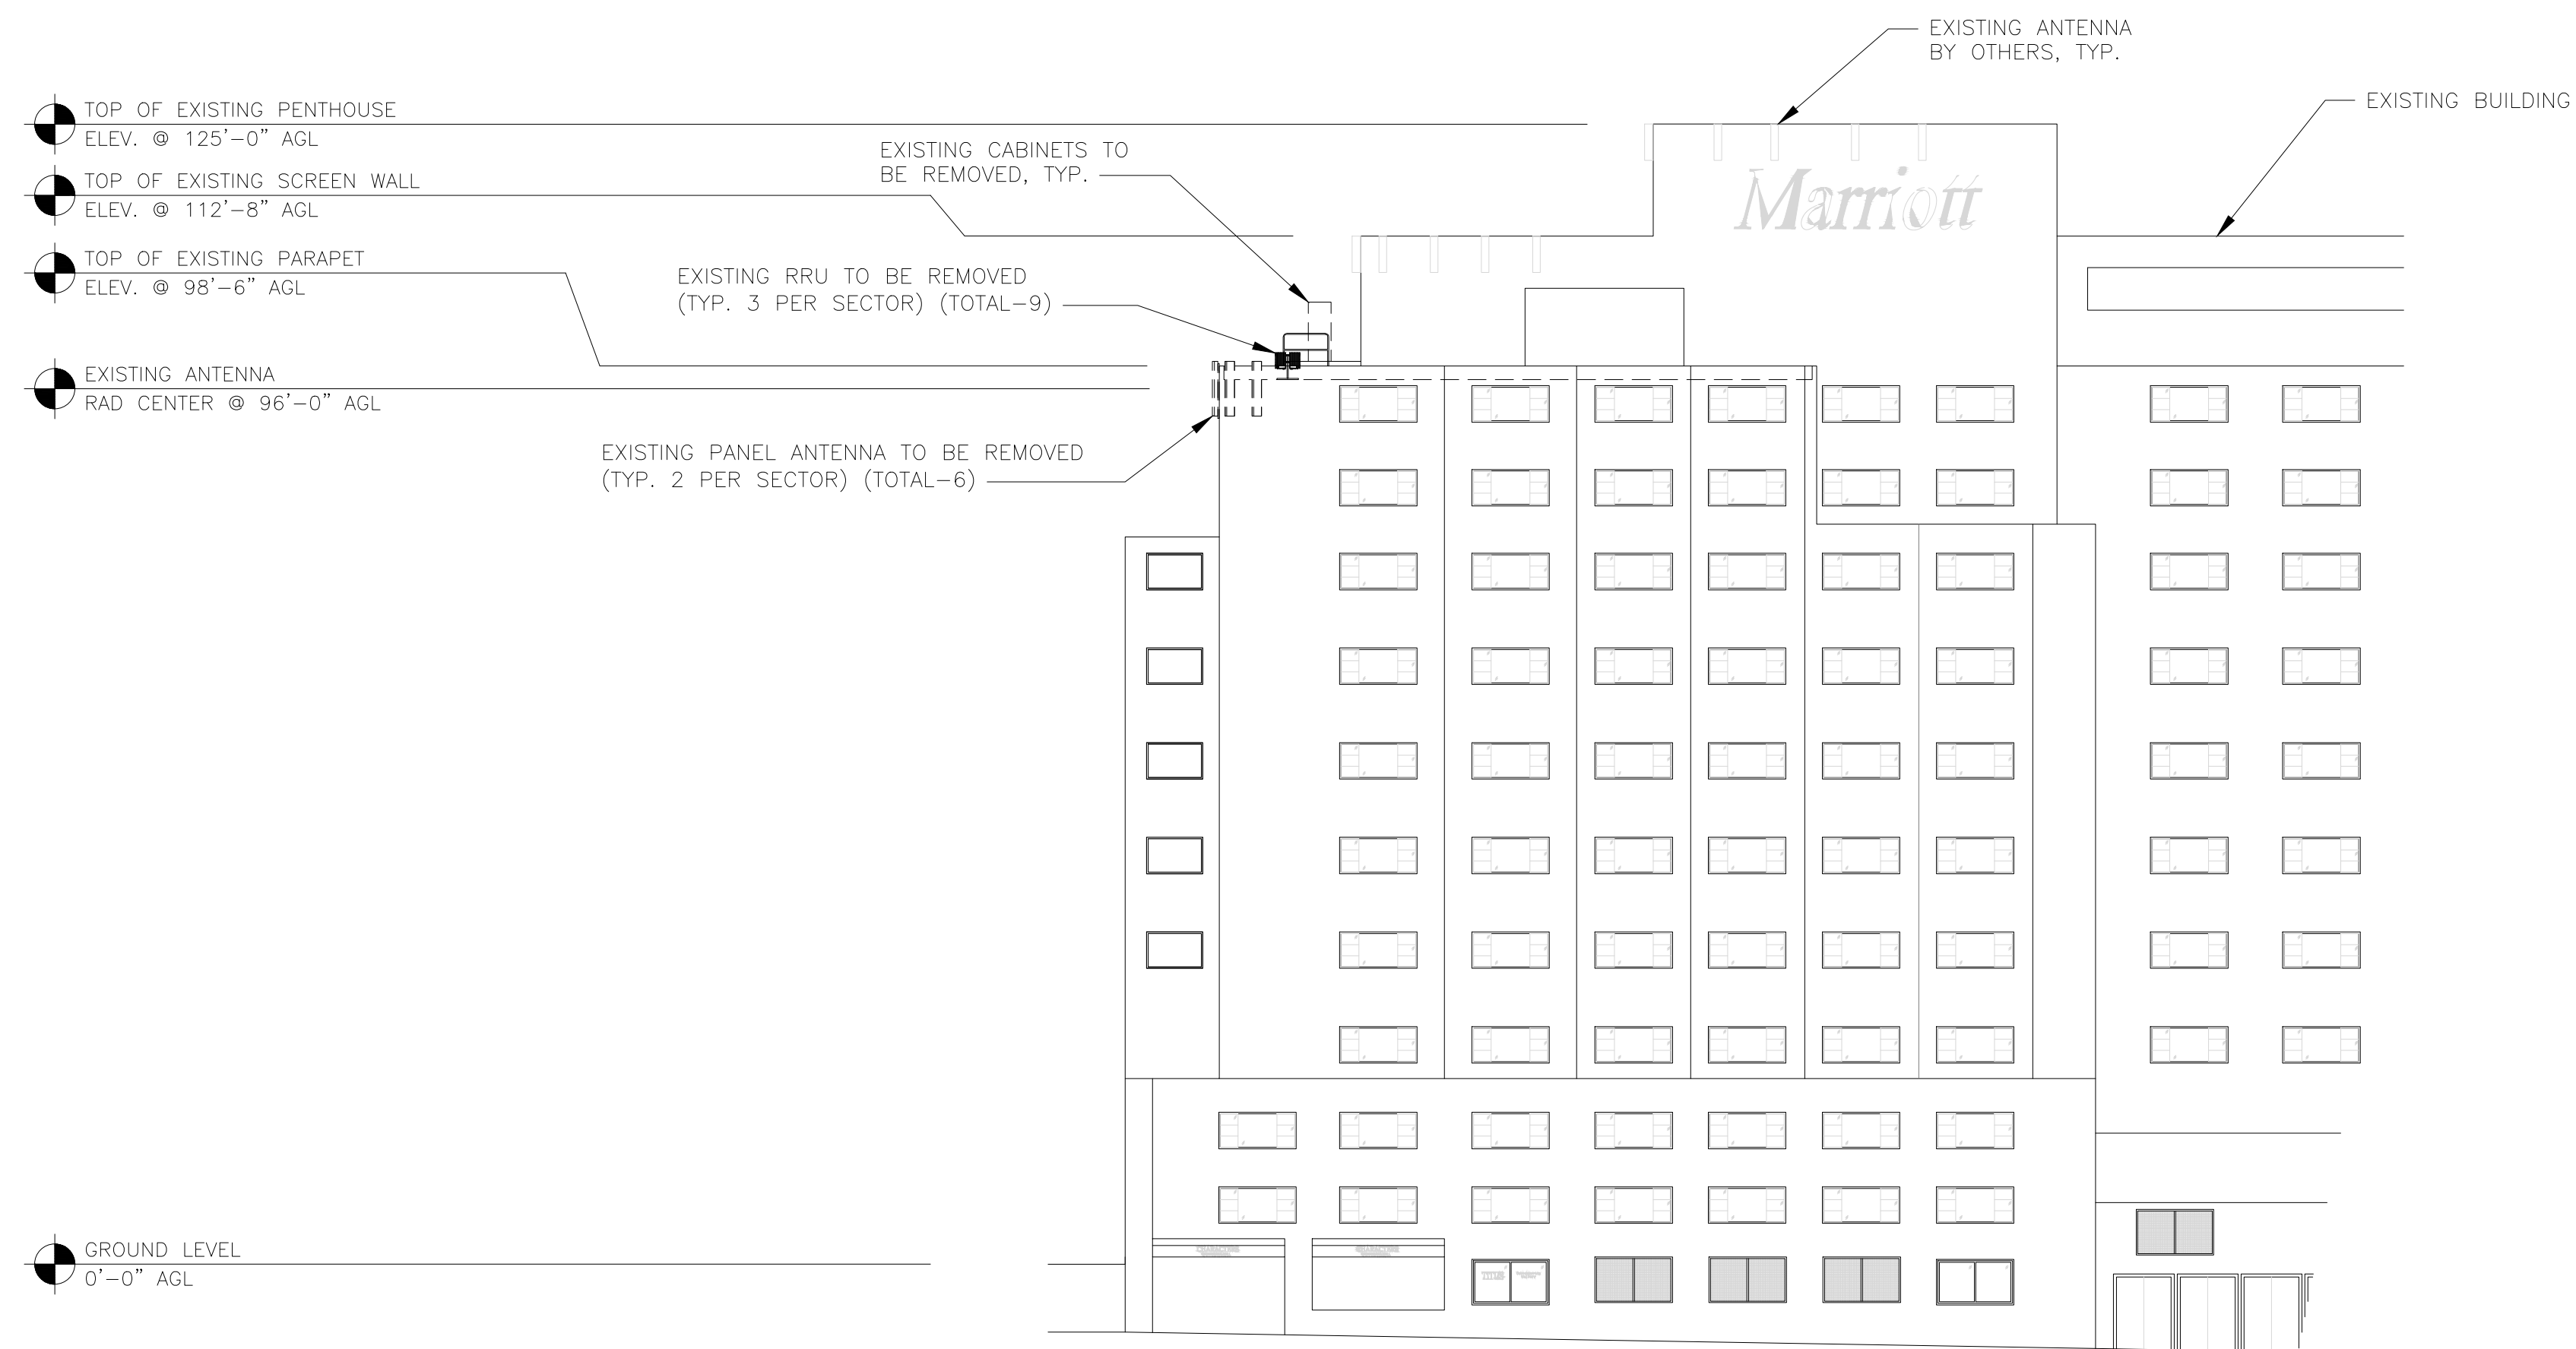 EXISTING ANTENNA
BY OTHERS, TYP.
EXISTING BUILDING
TOP OF EXISTING PENTHOUSE
ELEV. @ 125'-0" AGL
EXISTING CABINETS TO
BE REMOVED, TYP.
TOP OF EXISTING SCREEN WALL
ELEV. @ 112'-8" AGL
Marriott
TOP OF EXISTING PARAPET
ELEV. @ 98'-6" AGL
EXISTING RRU TO BE REMOVED
(TYP. 3 PER SECTOR) (TOTAL-9)
EXISTING ANTENNA
RAD CENTER @ 96'-0" AGL
EXISTING PANEL ANTENNA TO BE REMOVED
(TYP. 2 PER SECTOR) (TOTAL-6)
GROUND LEVEL
0'-0" AGL
CHARACTERS
CHARACTERS